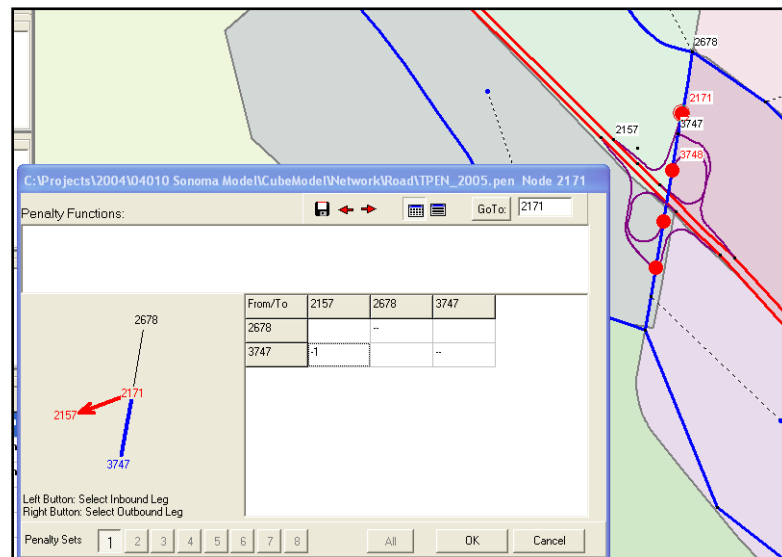 2678
2171
2157
3747
3748
C:\Projects\2004\04010 Sonoma Model\CubeModel\Network\Road\TPEN_2005.pen Node 2171
Penalty Functions:
GoTo: 2171
From/To 2157 2678 3747
2678 --
3747 -1 --
2678
2171
2157
3747
Left Button: Select Inbound Leg
Right Button: Select Outbound Leg
Penalty Sets 1 2 3 4 5 6 7 8 All OK Cancel